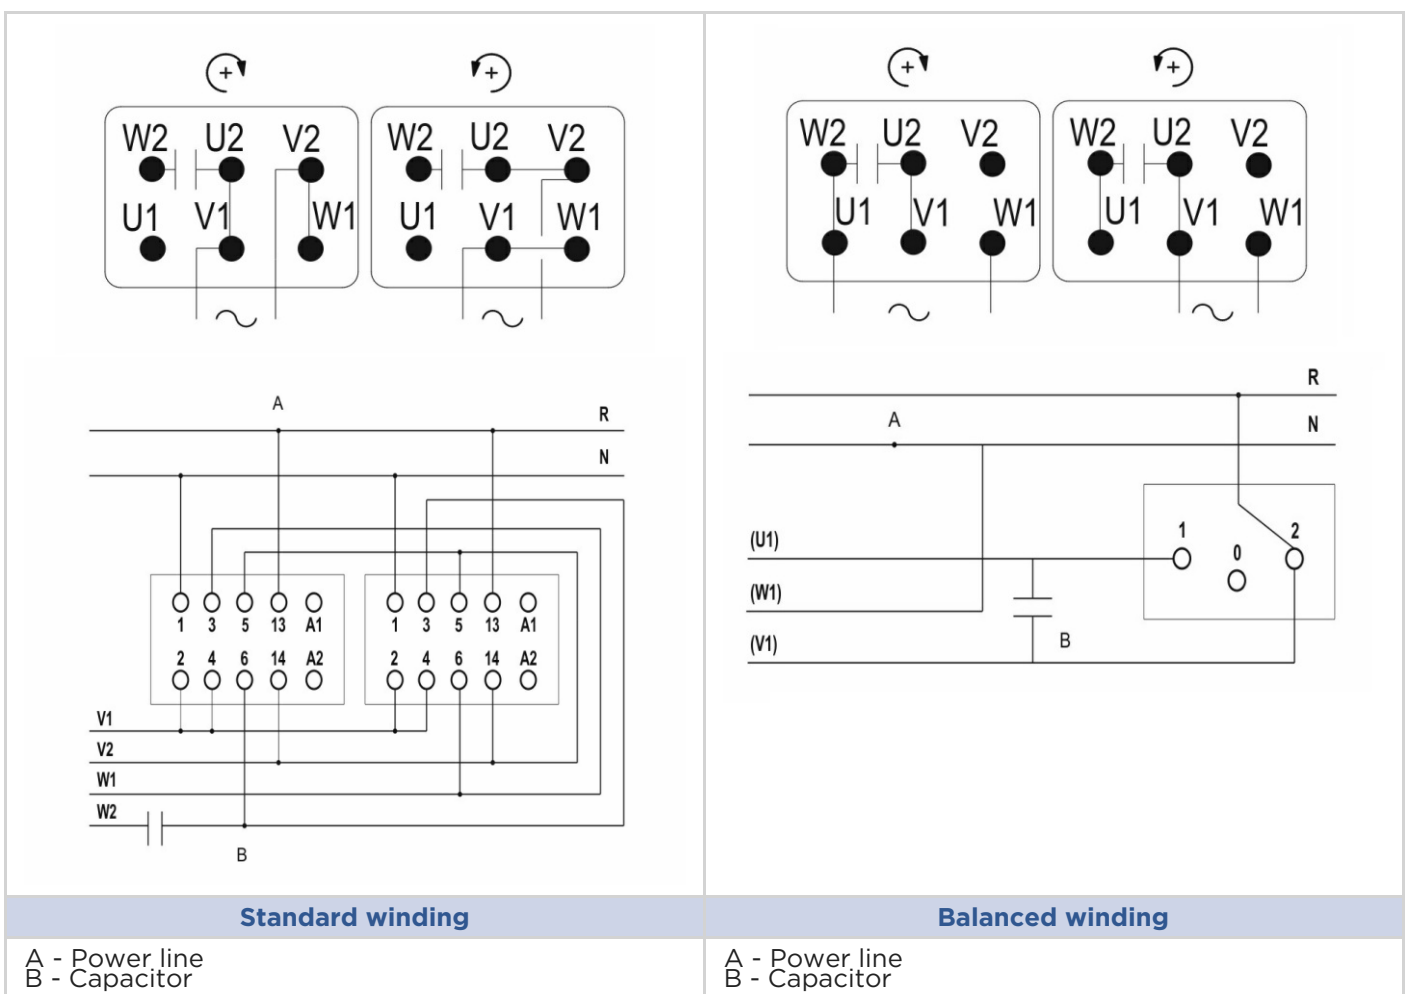 + +
W2 U2 V2 W2 U2 V2
U1 V1 W1 U1 V1 W1
A
R
N
1 3 5 13 A1 1 3 5 13 A1
2 4 6 14 A2 2 4 6 14 A2
V1
V2
W1
W2
B
Standard winding
A - Power line
B - Capacitor
+ +
W2 U2 V2 W2 U2 V2
U1 V1 W1 U1 V1 W1
R
A N
1 2
(U1) 0
(W1)
(V1) B
Balanced winding
A - Power line
B - Capacitor